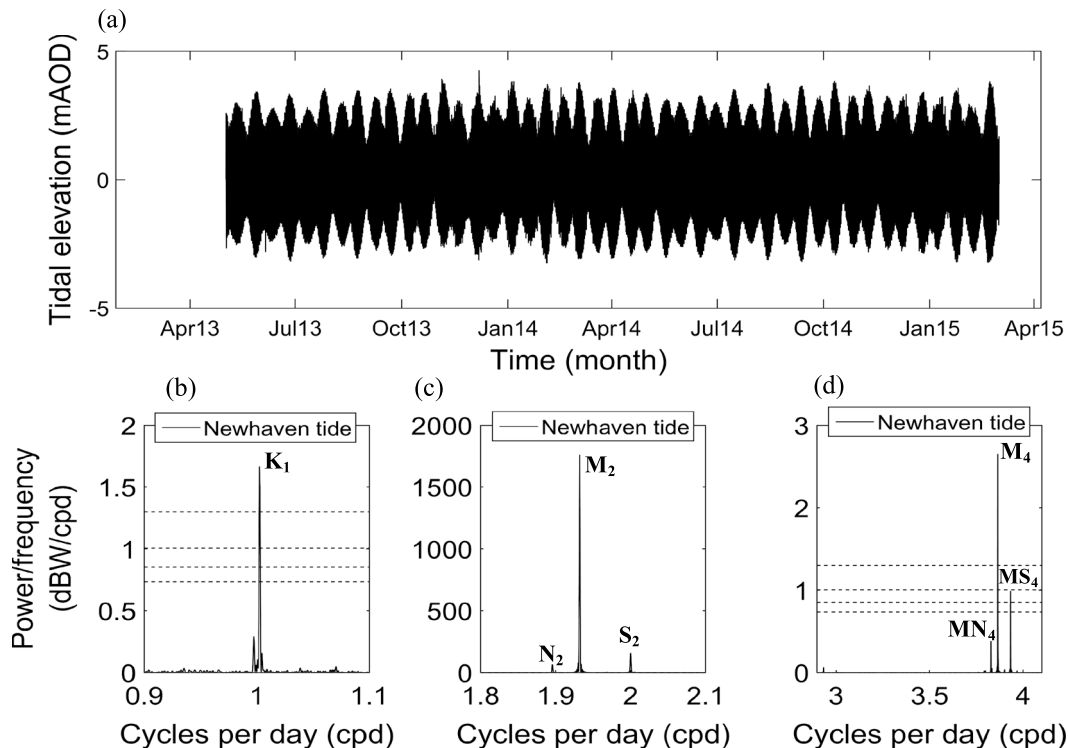 (a)
Tidal elevation (mAOD)
5
0
-5
Apr13 Jul13 Oct13 Jan14 Apr14 Jul14 Oct14 Jan15 Apr15
Time (month)
(b)
Power/frequency
(dBW/cpd)
2
1.5
1
0.5
0
Newhaven tide
K₁
0.9 1 1.1
Cycles per day (cpd)
(c)
2000
1500
1000
500
0
Newhaven tide
M₂
N₂
S₂
1.8 1.9 2 2.1
Cycles per day (cpd)
(d)
3
2
1
0
Newhaven tide
M₄
MS₄
MN₄
3 3.5 4
Cycles per day (cpd)